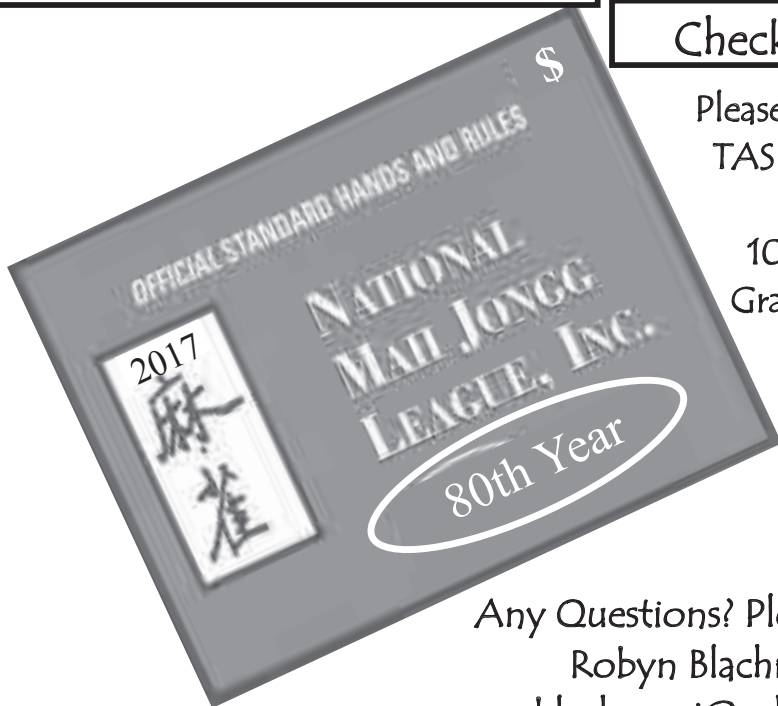 Check
Please
TAS
10
Gra
$
OFFICIAL STANDARD HANDS AND RULES
NATIONAL
MAH JONGG
LEAGUE, INC.
80th Year
2017
麻
雀
Any Questions? Pl
Robyn Blach